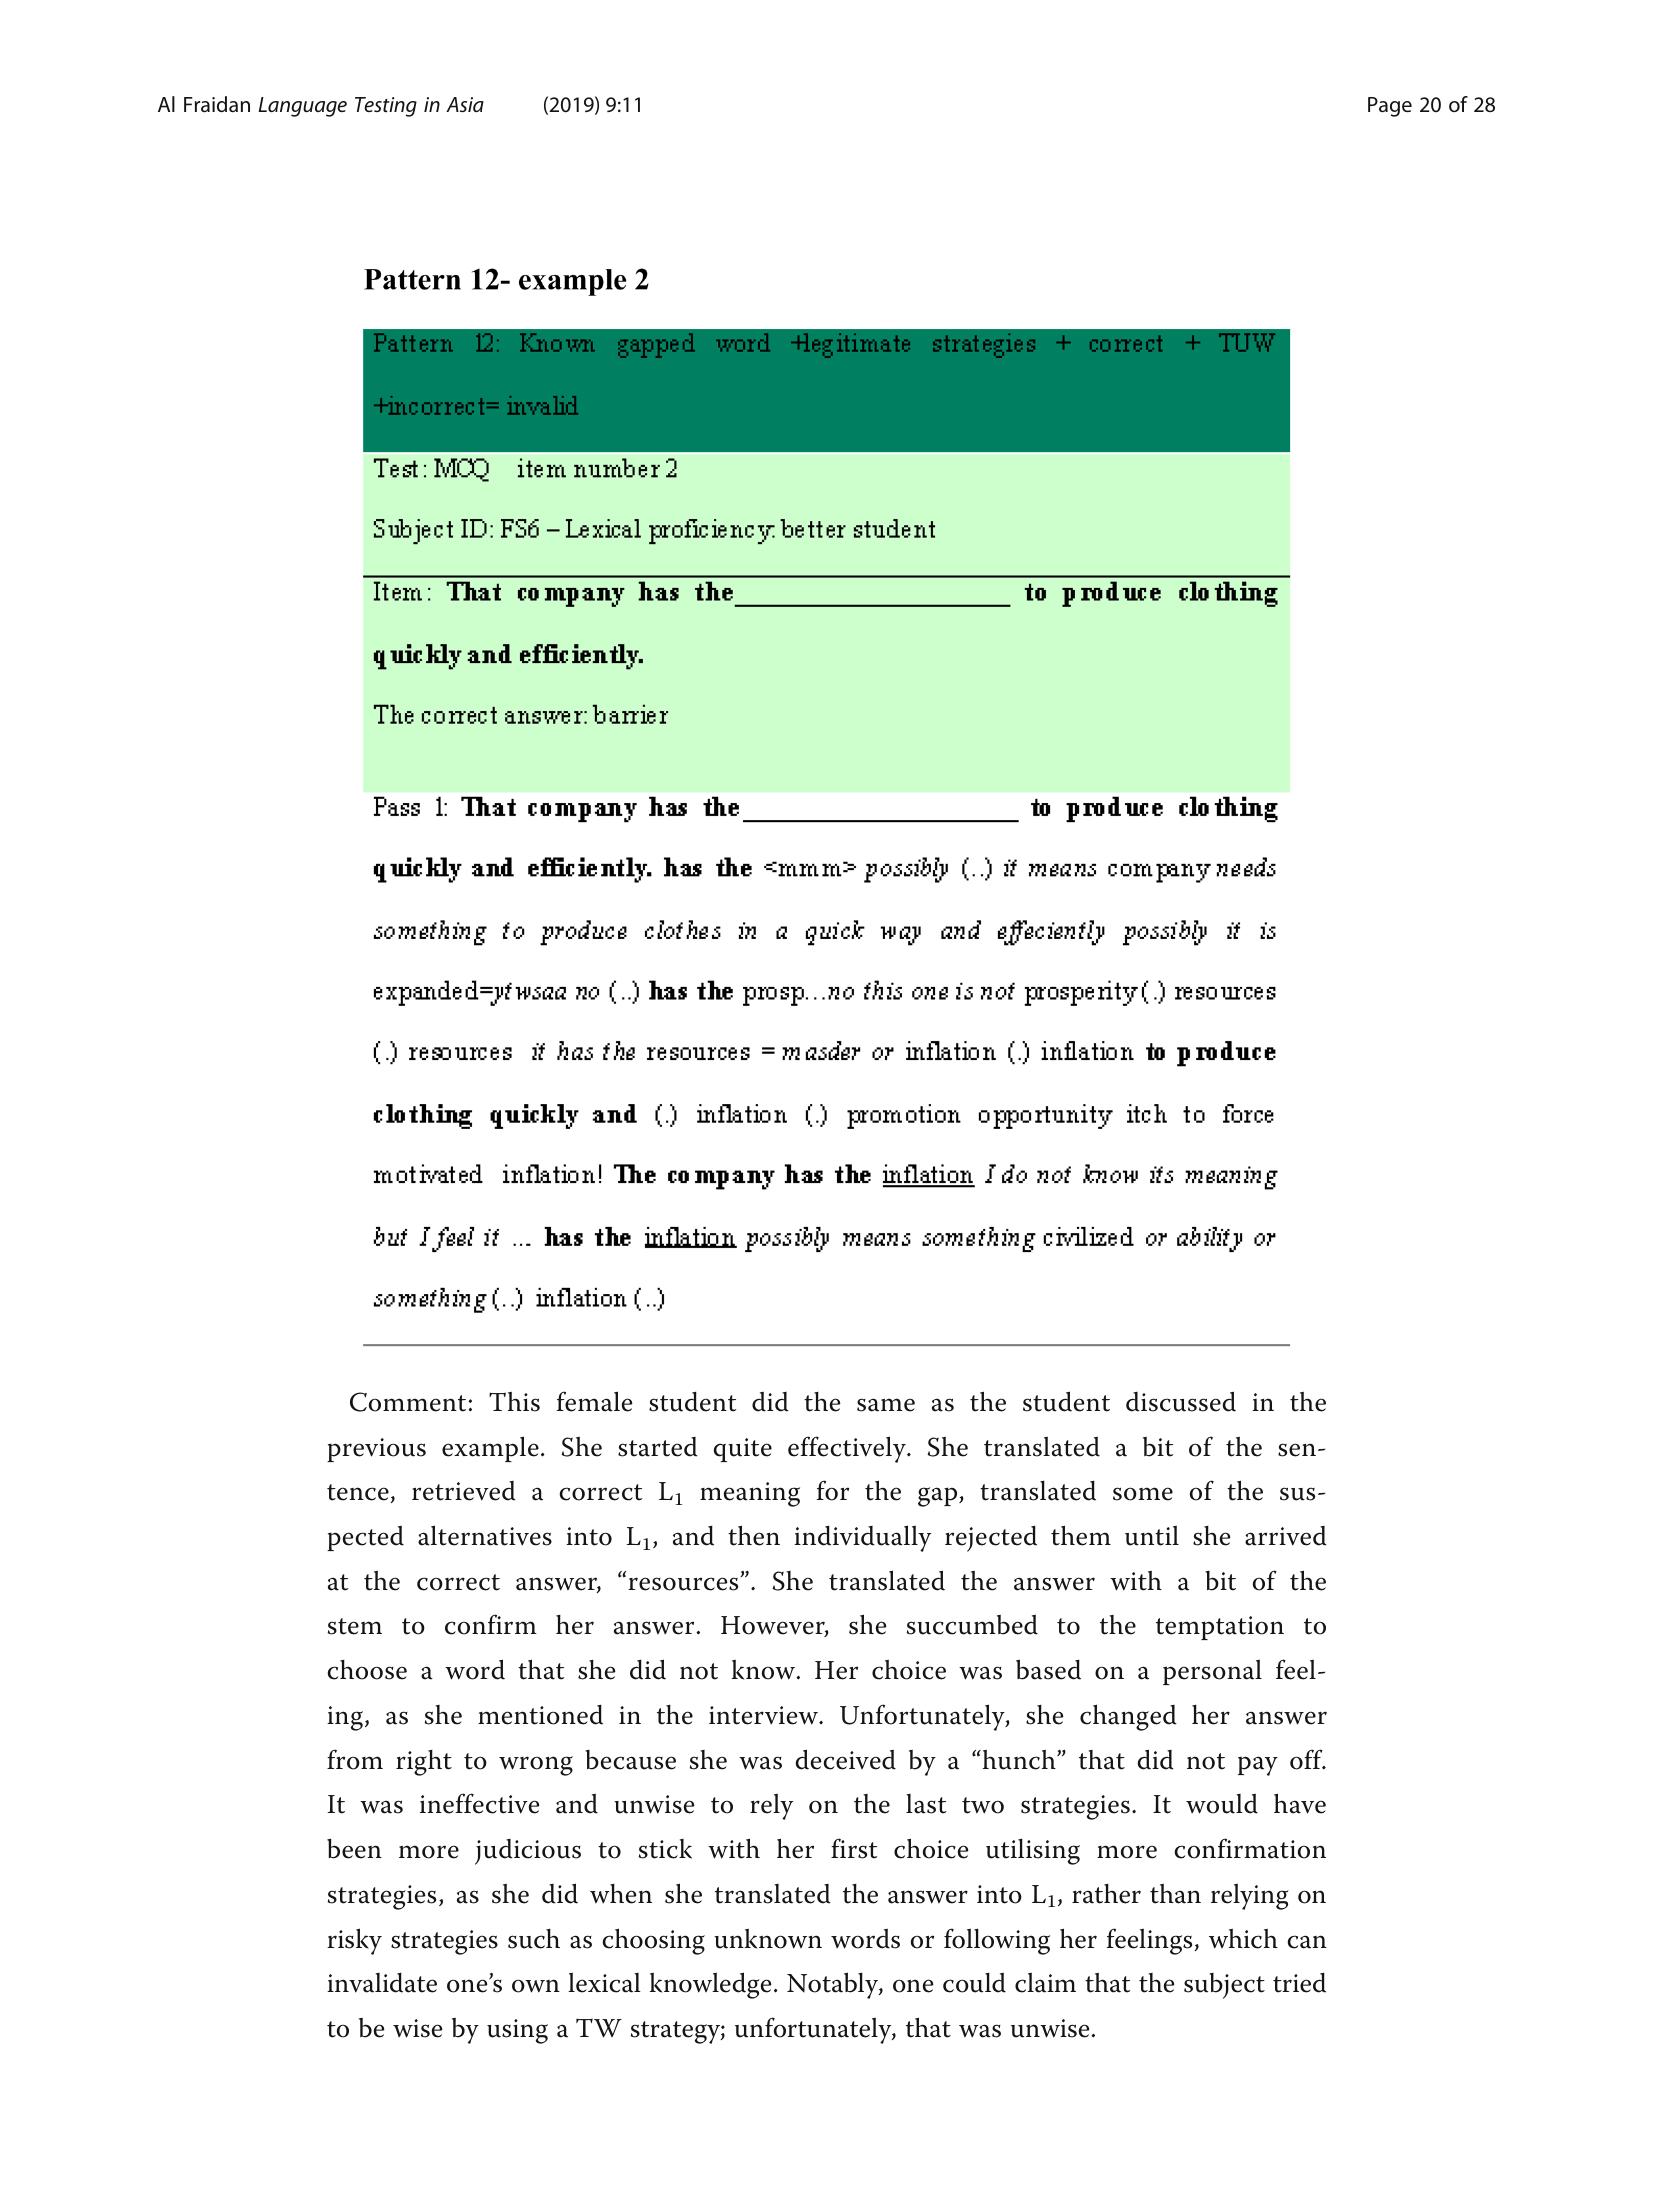 Al Fraidan Language Testing in Asia (2019) 9:11 Page 20 of 28
Pattern 12- example 2
Pattern 12: Known gapped word +legitimate strategies + correct + TUW
+incorrect= invalid
Test: MCQ item number 2
Subject ID: FS6 – Lexical proficiency: better student
Item: That company has the____________________ to produce clothing
quickly and efficiently.
The correct answer: barrier
Pass 1: That company has the____________________ to produce clothing
quickly and efficiently. has the <mmm> possibly (..) it means company needs
something to produce clothes in a quick way and effeciently possibly it is
expanded=ytwsaa no (..) has the prosp...no this one is not prosperity(.) resources
(.) resources it has the resources = masder or inflation (.) inflation to produce
clothing quickly and (.) inflation (.) promotion opportunity itch to force
motivated inflation! The company has the inflation I do not know its meaning
but I feel it ... has the inflation possibly means something civilized or ability or
something (..) inflation (..)
Comment: This female student did the same as the student discussed in the
previous example. She started quite effectively. She translated a bit of the sen-
tence, retrieved a correct L1 meaning for the gap, translated some of the sus-
pected alternatives into L1, and then individually rejected them until she arrived
at the correct answer, “resources”. She translated the answer with a bit of the
stem to confirm her answer. However, she succumbed to the temptation to
choose a word that she did not know. Her choice was based on a personal feel-
ing, as she mentioned in the interview. Unfortunately, she changed her answer
from right to wrong because she was deceived by a “hunch” that did not pay off.
It was ineffective and unwise to rely on the last two strategies. It would have
been more judicious to stick with her first choice utilising more confirmation
strategies, as she did when she translated the answer into L1, rather than relying on
risky strategies such as choosing unknown words or following her feelings, which can
invalidate one’s own lexical knowledge. Notably, one could claim that the subject tried
to be wise by using a TW strategy; unfortunately, that was unwise.